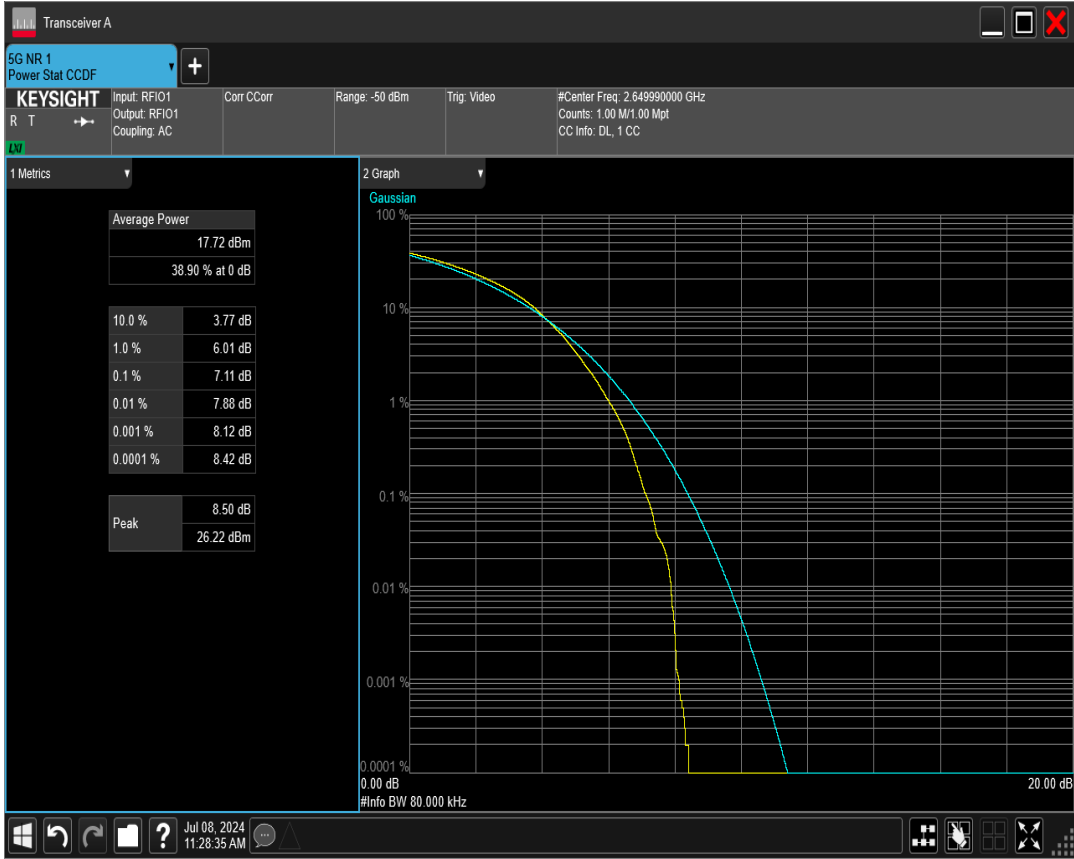 Transceiver A
5G NR 1
Power Stat CCDF
+
KEYSIGHT
R T
LXI
Input: RFIO1
Output: RFIO1
Coupling: AC
Corr CCorr
Range: -50 dBm
Trig: Video
#Center Freq: 2.649990000 GHz
Counts: 1.00 M/1.00 Mpt
CC Info: DL, 1 CC
1 Metrics
Average Power
17.72 dBm
38.90 % at 0 dB
10.0 % 3.77 dB
1.0 % 6.01 dB
0.1 % 7.11 dB
0.01 % 7.88 dB
0.001 % 8.12 dB
0.0001 % 8.42 dB
Peak 8.50 dB
26.22 dBm
2 Graph
Gaussian
100 %
10 %
1 %
0.1 %
0.01 %
0.001 %
0.0001 %
0.00 dB 20.00 dB
#Info BW 80.000 kHz
?
Jul 08, 2024
11:28:35 AM